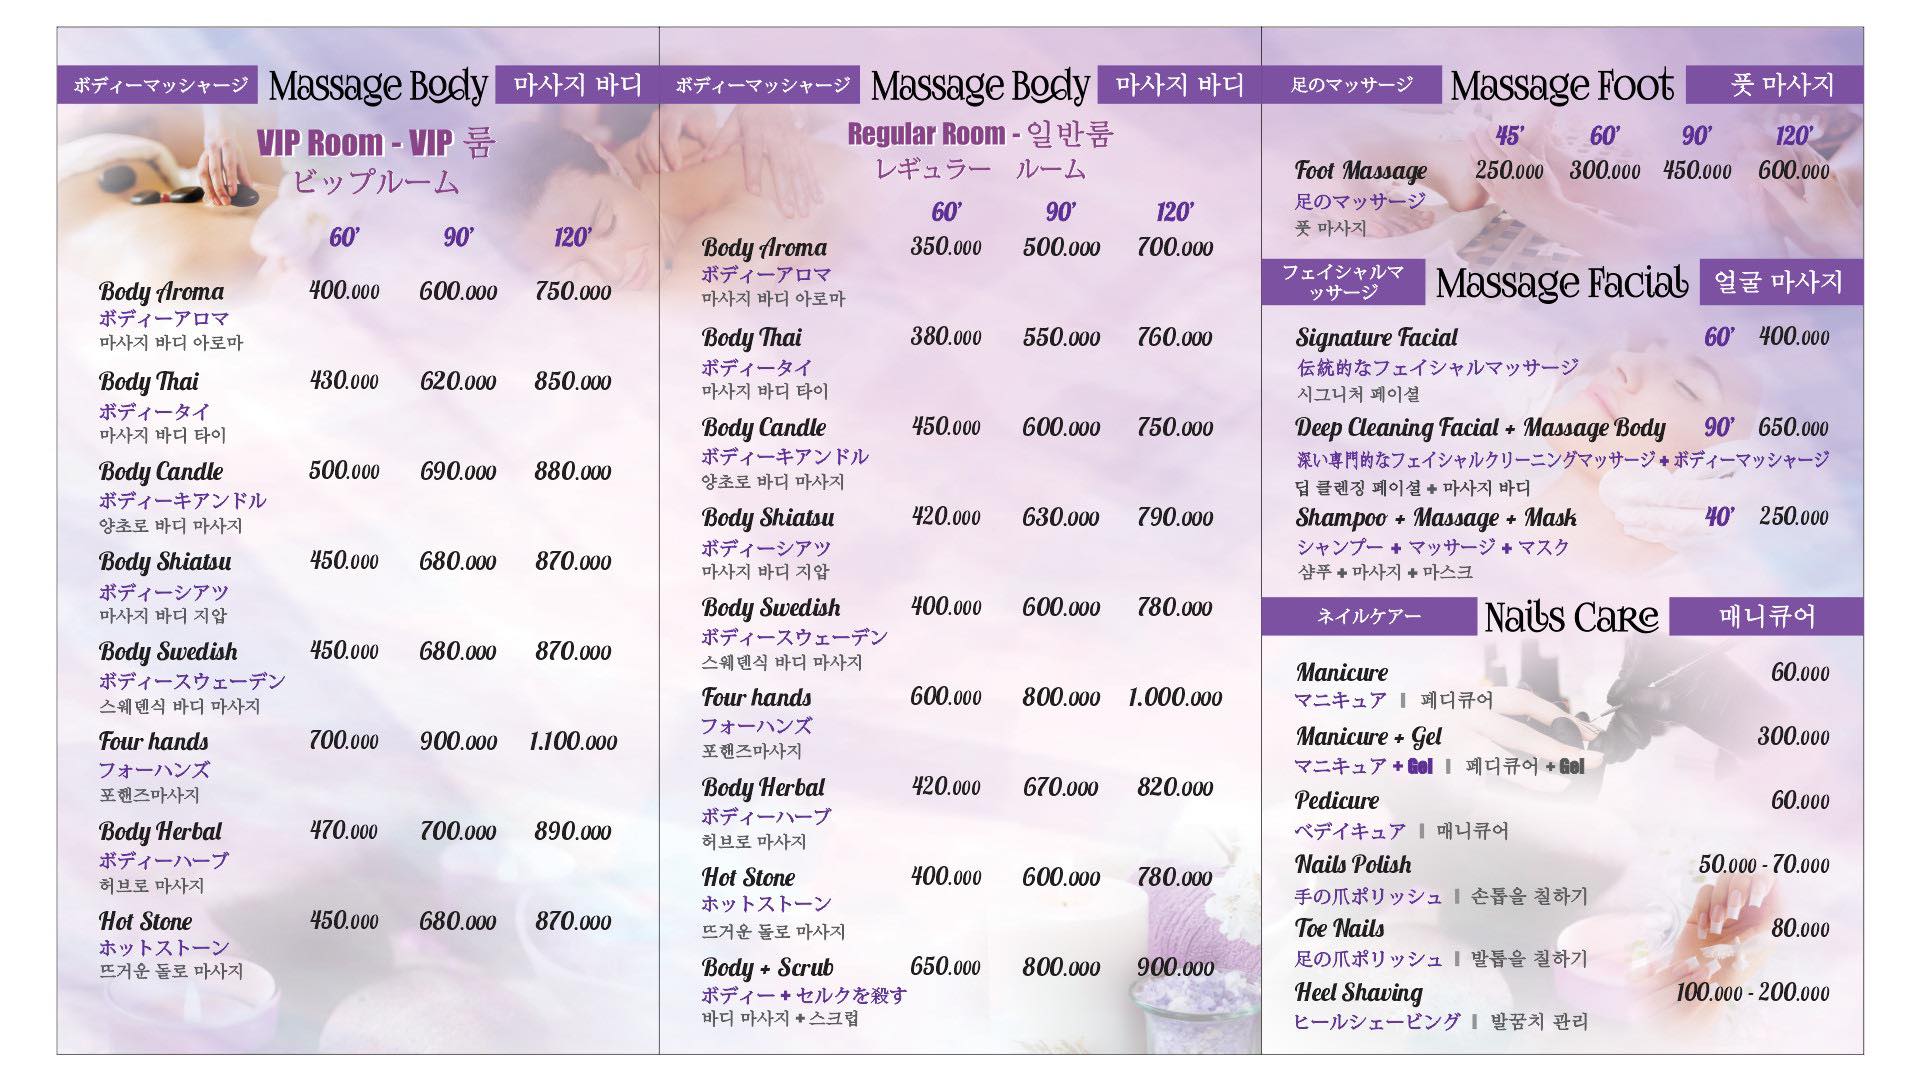 ボディーマッシャージ Massage Body 마사지 바디
VIP Room - VIP 룸
ビップルーム
60’ 90’ 120’
Body Aroma 400.000 600.000 750.000
ボディーアロマ
마사지 바디 아로마
Body Thai 430.000 620.000 850.000
ボディータイ
마사지 바디 타이
Body Candle 500.000 690.000 880.000
ボディーキアンドル
양초로 바디 마사지
Body Shiatsu 450.000 680.000 870.000
ボディーシアツ
마사지 바디 지압
Body Swedish 450.000 680.000 870.000
ボディースウェーデン
스웨덴식 바디 마사지
Four hands 700.000 900.000 1.100.000
フォーハンズ
포핸즈마사지
Body Herbal 470.000 700.000 890.000
ボディーハーブ
허브로 마사지
Hot Stone 450.000 680.000 870.000
ホットストーン
뜨거운 돌로 마사지
ボディーマッシャージ Massage Body 마사지 바디
Regular Room - 일반룸
レギュラー　ルーム
60’ 90’ 120’
Body Aroma 350.000 500.000 700.000
ボディーアロマ
마사지 바디 아로마
Body Thai 380.000 550.000 760.000
ボディータイ
마사지 바디 타이
Body Candle 450.000 600.000 750.000
ボディーキアンドル
양초로 바디 마사지
Body Shiatsu 420.000 630.000 790.000
ボディーシアツ
마사지 바디 지압
Body Swedish 400.000 600.000 780.000
ボディースウェーデン
스웨덴식 바디 마사지
Four hands 600.000 800.000 1.000.000
フォーハンズ
포핸즈마사지
Body Herbal 420.000 670.000 820.000
ボディーハーブ
허브로 마사지
Hot Stone 400.000 600.000 780.000
ホットストーン
뜨거운 돌로 마사지
Body + Scrub 650.000 800.000 900.000
ボディー + セルクを殺す
바디 마사지 + 스크럽
足のマッサージ Massage Foot 풋 마사지
45’ 60’ 90’ 120’
Foot Massage 250.000 300.000 450.000 600.000
足のマッサージ
풋 마사지
フェイシャルマ
ッサージ Massage Facial 얼굴 마사지
Signature Facial 60’ 400.000
伝統的なフェイシャルマッサージ
시그니처 페이셜
Deep Cleaning Facial + Massage Body 90’ 650.000
深い専門的なフェイシャルクリーニングマッサージ + ボディーマッシャージ
딥 클렌징 페이셜 + 마사지 바디
Shampoo + Massage + Mask 40’ 250.000
シャンプー + マッサージ + マスク
샴푸 + 마사지 + 마스크
ネイルケアー Nails Care 매니큐어
Manicure 60.000
マニキュア | 페디큐어
Manicure + Gel 300.000
マニキュア + Gel | 페디큐어 + Gel
Pedicure 60.000
ベデイキュア | 매니큐어
Nails Polish 50.000 - 70.000
手の爪ポリッシュ | 손톱을 칠하기
Toe Nails 80.000
足の爪ポリッシュ | 발톱을 칠하기
Heel Shaving 100.000 - 200.000
ヒールシェービング | 발꿈치 관리